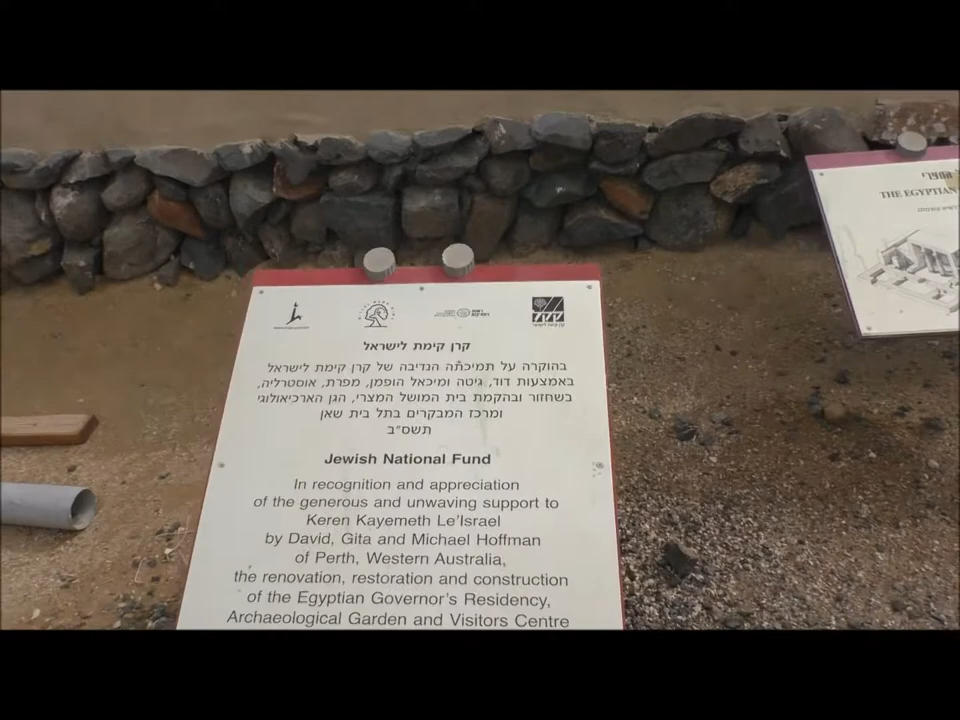 קרן קימת לישראל
בהוקרה על תמיכתה הנדיבה של קרן קימת לישראל
באמצעות דוד, גיטה ומיכאל הופמן, מפרת, אוסטרליה,
בשחזור ובהקמת בית המושל המצרי, הגן הארכיאולוגי
ומרכז המבקרים בתל בית שאן
תשס"ב
Jewish National Fund
In recognition and appreciation
of the generous and unwaving support to
Keren Kayemeth Le'Israel
by David, Gita and Michael Hoffman
of Perth, Western Australia,
the renovation, restoration and construction
of the Egyptian Governor's Residency,
Archaeological Garden and Visitors Centre
THE EGYPTIAN